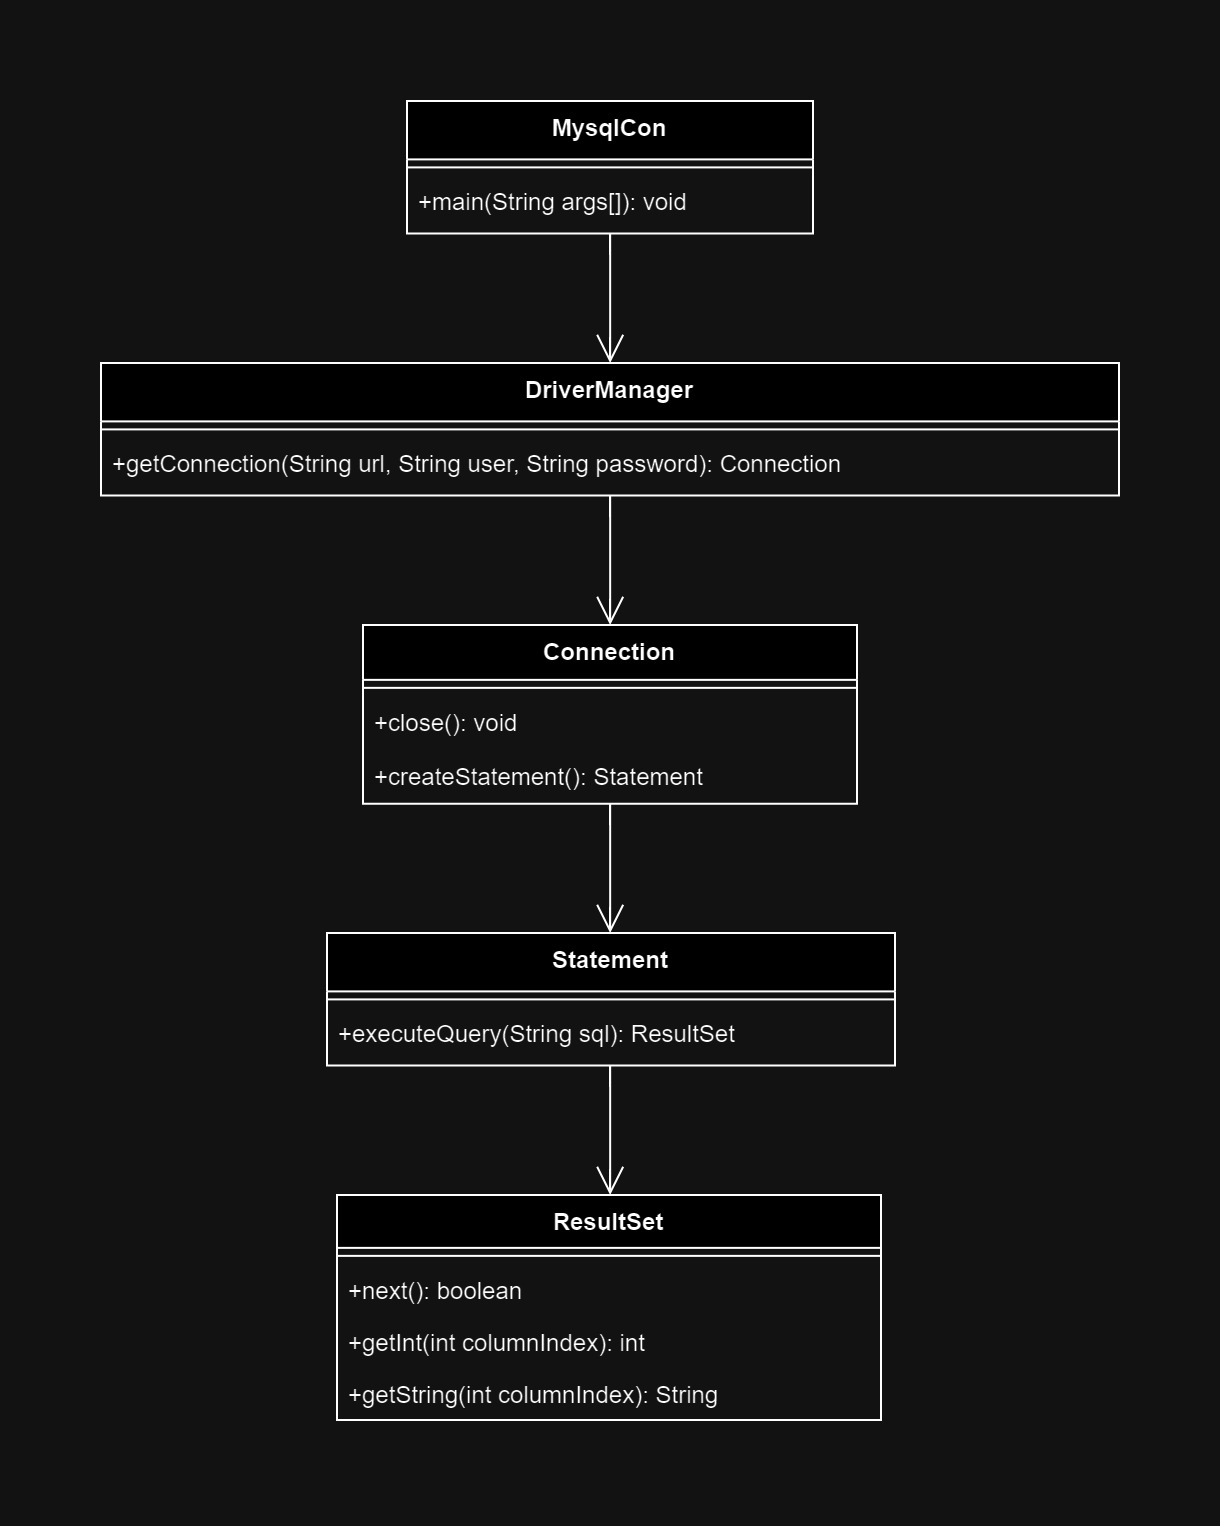 MysqlCon
+main(String args[]): void
DriverManager
+getConnection(String url, String user, String password): Connection
Connection
+close(): void
+createStatement(): Statement
Statement
+executeQuery(String sql): ResultSet
ResultSet
+next(): boolean
+getInt(int columnIndex): int
+getString(int columnIndex): String